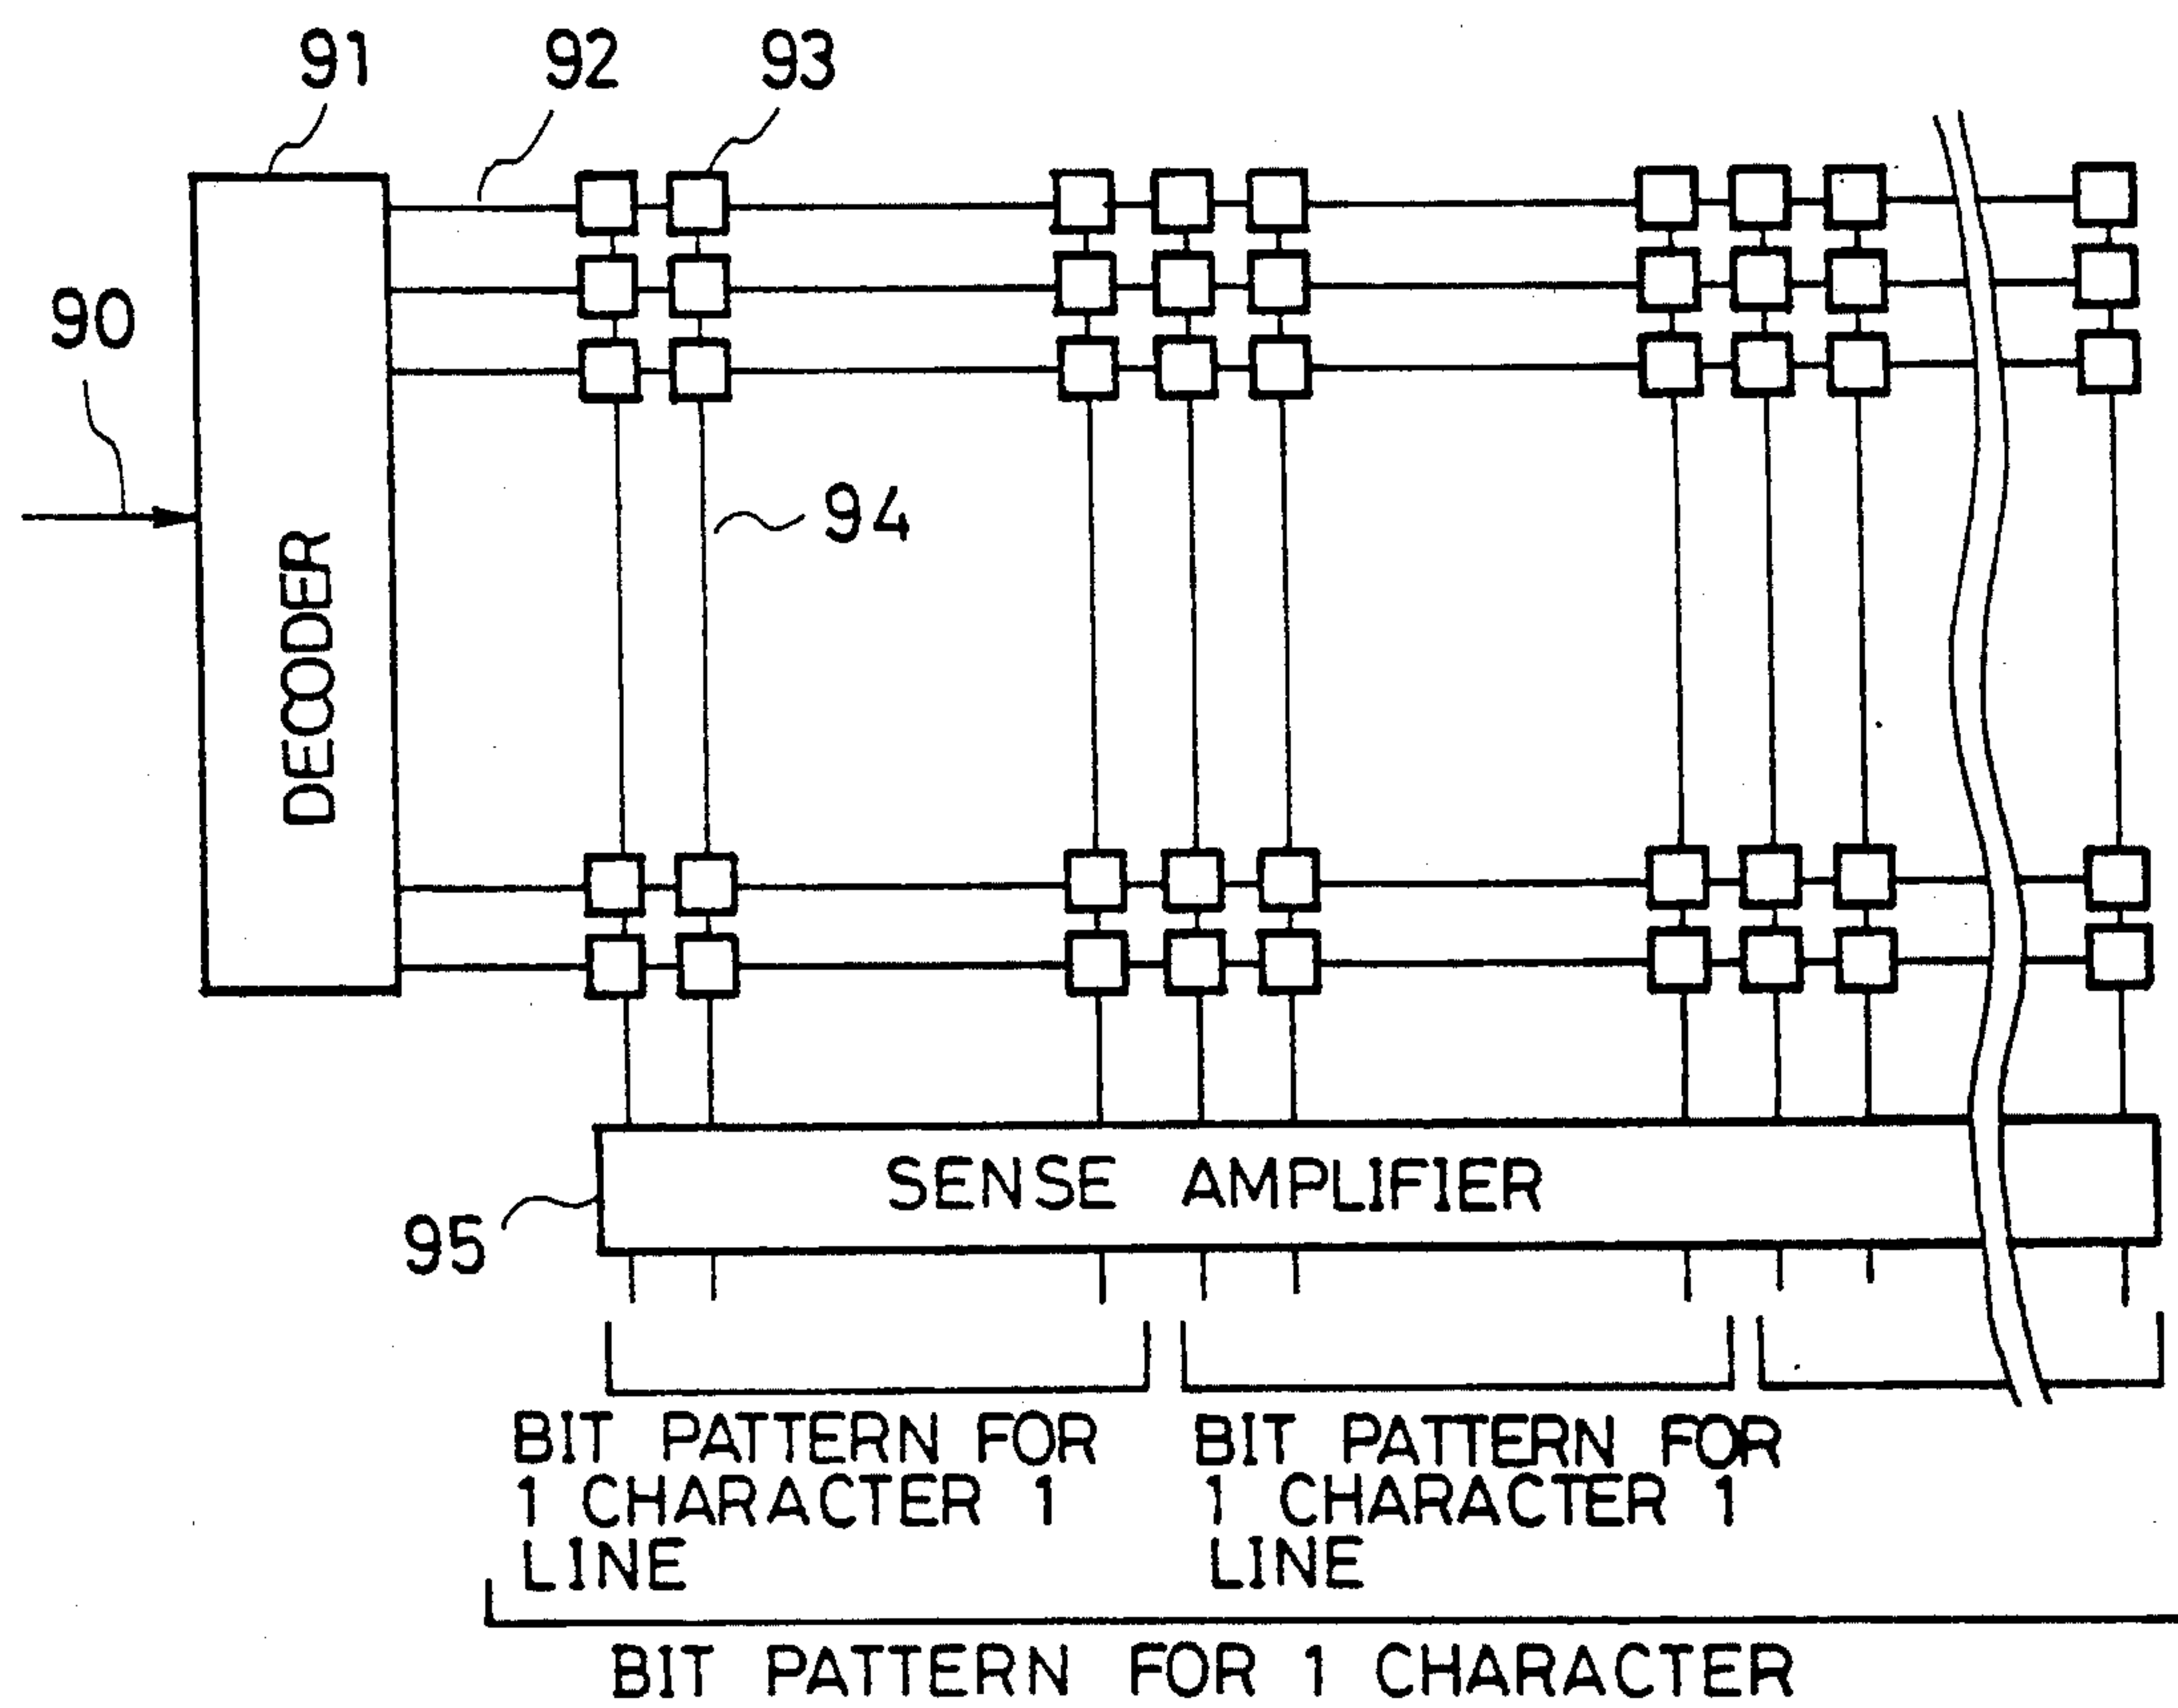 91
92
93
90
94
DECODER
SENSE AMPLIFIER
95
BIT PATTERN FOR
1 CHARACTER 1
LINE
BIT PATTERN FOR
1 CHARACTER 1
LINE
BIT PATTERN FOR 1 CHARACTER